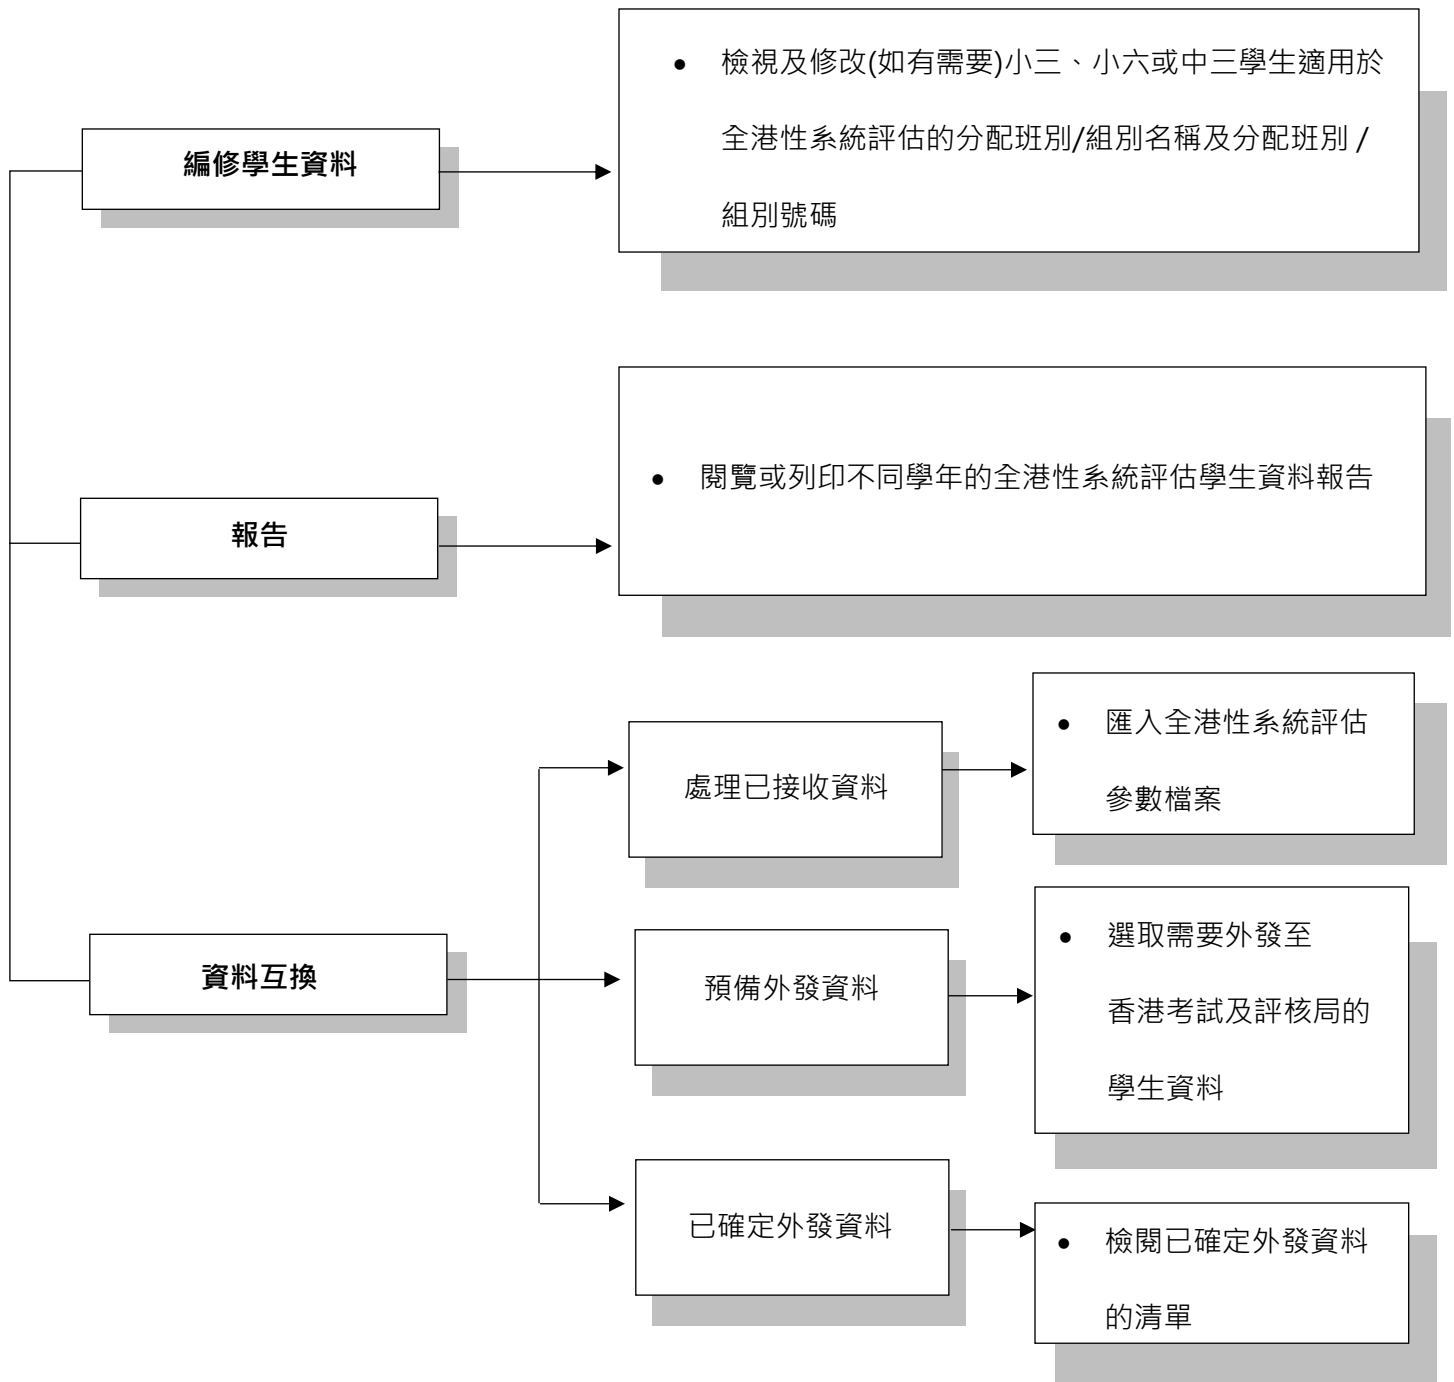 ● 檢視及修改(如有需要)小三、小六或中三學生適用於
全港性系統評估的分配班別/組別名稱及分配班別 /
組別號碼
編修學生資料
● 閱覽或列印不同學年的全港性系統評估學生資料報告
報告
處理已接收資料
● 匯入全港性系統評估
參數檔案
資料互換
預備外發資料
● 選取需要外發至
香港考試及評核局的
學生資料
已確定外發資料
● 檢閱已確定外發資料
的清單